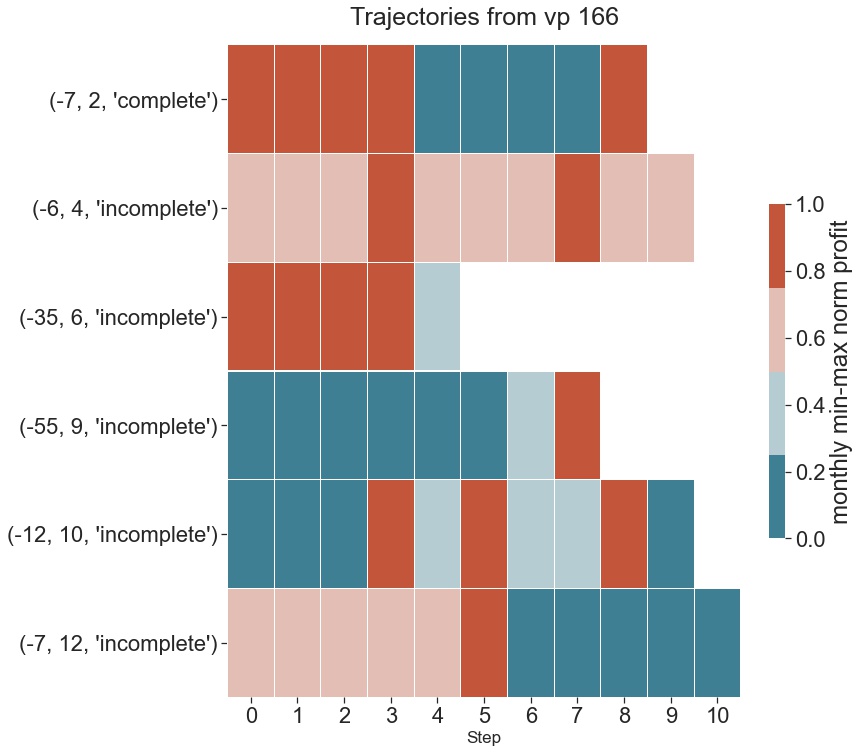 Trajectories from vp 166
(-7, 2, 'complete')
(-6, 4, 'incomplete')
(-35, 6, 'incomplete')
(-55, 9, 'incomplete')
(-12, 10, 'incomplete')
(-7, 12, 'incomplete')
0 1 2 3 4 5 6 7 8 9 10
Step
1.0
0.8
0.6
0.4
0.2
0.0
monthly min-max norm profit